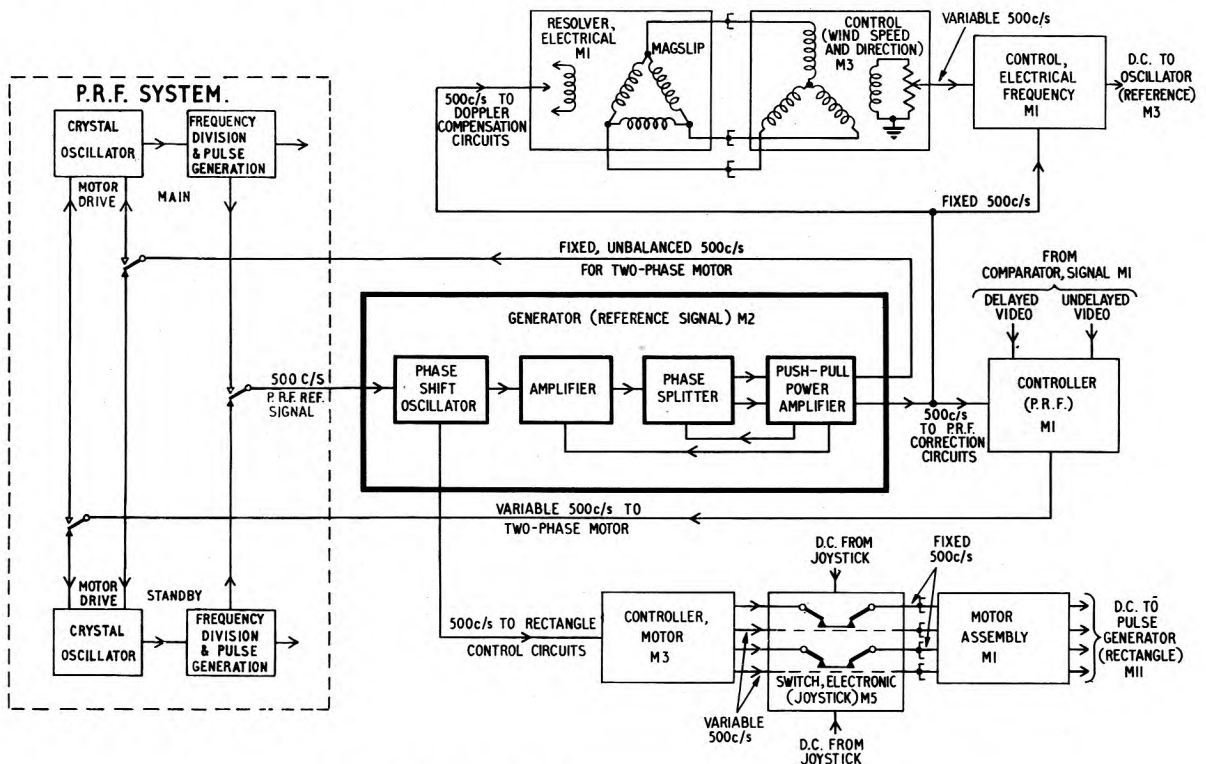 P.R.F. SYSTEM.
CRYSTAL
OSCILLATOR
FREQUENCY
DIVISION
& PULSE
GENERATION
MOTOR
DRIVE
MAIN
500c/s TO
DOPPLER
COMPENSATION
CIRCUITS
RESOLVER,
ELECTRICAL
M1
MAGSLIP
CONTROL
(WIND SPEED
AND DIRECTION)
M3
VARIABLE 500c/s
CONTROL,
ELECTRICAL
FREQUENCY
M1
D.C. TO
OSCILLATOR
(REFERENCE)
M3
FIXED 500c/s
FIXED, UNBALANCED 500c/s
FOR TWO-PHASE MOTOR
FROM
COMPARATOR, SIGNAL M1
DELAYED
VIDEO
UNDELAYED
VIDEO
GENERATOR (REFERENCE SIGNAL) M2
500 C/S
P.R.F. REF.
SIGNAL
PHASE
SHIFT
OSCILLATOR
AMPLIFIER
PHASE
SPLITTER
PUSH-PULL
POWER
AMPLIFIER
500c/s
TO P.R.F.
CORRECTION
CIRCUITS
CONTROLLER
(P.R.F.)
M1
VARIABLE 500c/s TO
TWO-PHASE MOTOR
MOTOR
DRIVE
STANDBY
CRYSTAL
OSCILLATOR
FREQUENCY
DIVISION
& PULSE
GENERATION
500c/s TO RECTANGLE
CONTROL CIRCUITS
CONTROLLER,
MOTOR
M3
D.C. FROM
JOYSTICK
FIXED
500c/s
SWITCH, ELECTRONIC
(JOYSTICK) M5
VARIABLE
500c/s
D.C. FROM
JOYSTICK
MOTOR
ASSEMBLY
M1
D.C. TO
PULSE
GENERATOR
(RECTANGLE)
M11